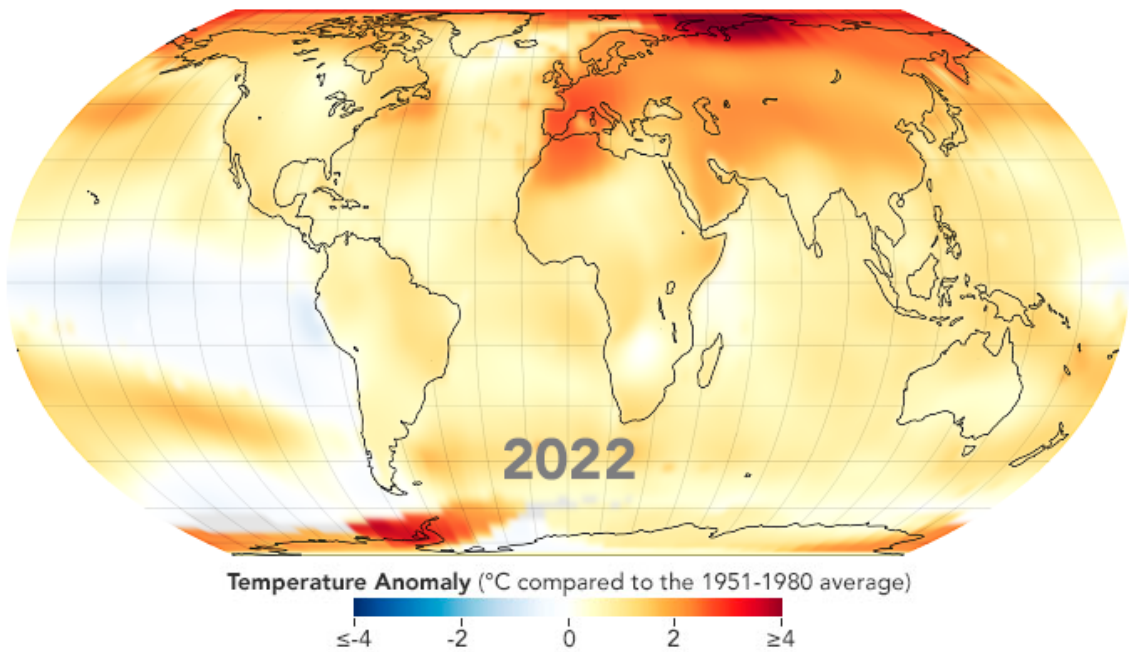 2022
Temperature Anomaly (°C compared to the 1951-1980 average)
≤-4 -2 0 2 ≥4